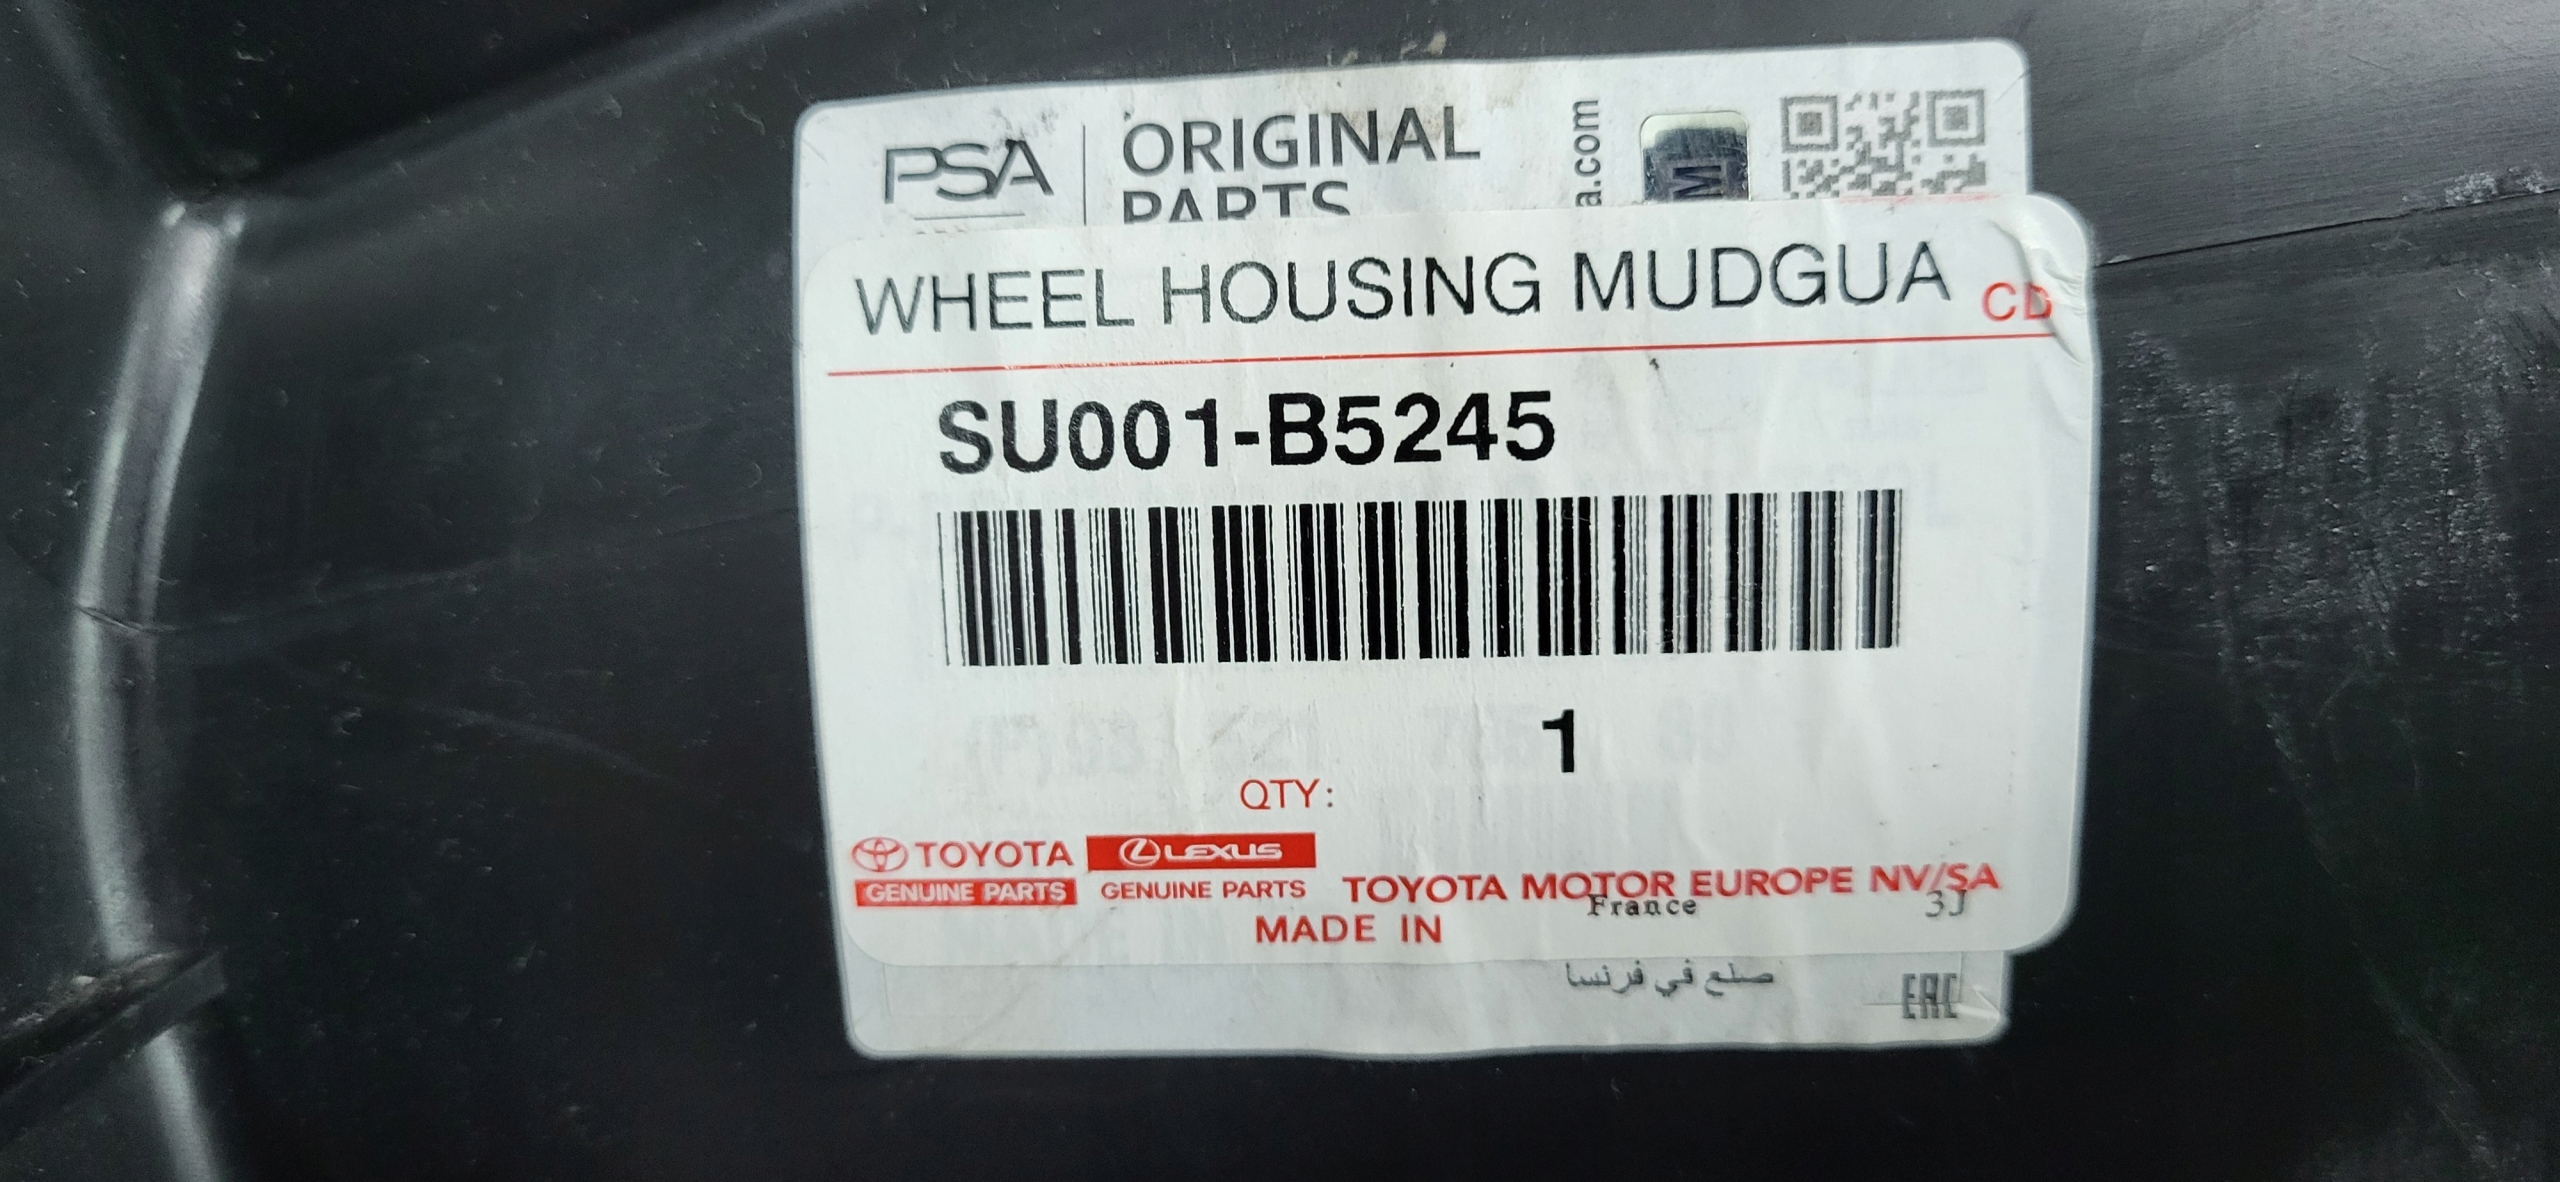 PSA
ORIGINAL
PARTS
a.com
M
WHEEL HOUSING MUDGUA
CD
SU001-B5245
1
QTY:
TOYOTA
GENUINE PARTS
LEXUS
GENUINE PARTS
TOYOTA MOTOR EUROPE NV/SA
France
3J
MADE IN
صنع في فرنسا
EAC